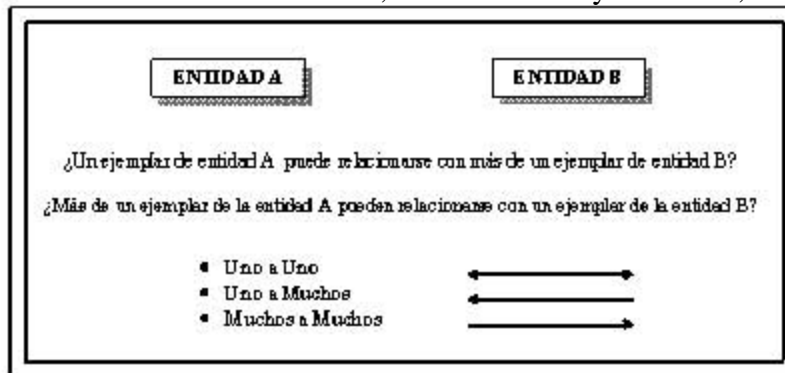 ENTIDAD A
ENTIDAD B
¿Un ejemplar de entidad A puede relacionarse con más de un ejemplar de entidad B?
¿Más de un ejemplar de la entidad A pueden relacionarse con un ejemplar de la entidad B?
• Uno a Uno
• Uno a Muchos
• Muchos a Muchos